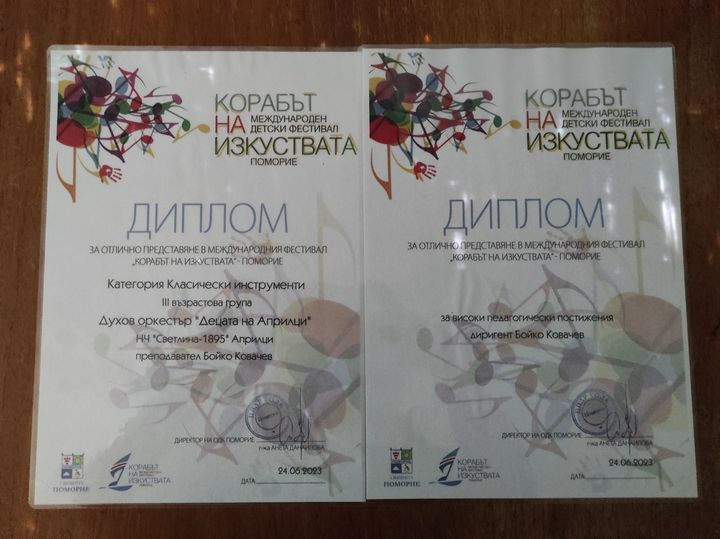 КОРАБЪТ
НА МЕЖДУНАРОДЕН
ДЕТСКИ ФЕСТИВАЛ
ИЗКУСТВАТА
ПОМОРИЕ
ДИПЛОМ
ЗА ОТЛИЧНО ПРЕДСТАВЯНЕ В МЕЖДУНАРОДНИЯ ФЕСТИВАЛ
„КОРАБЪТ НА ИЗКУСТВАТА“ - ПОМОРИЕ
Категория Класически инструменти
III възрастова група
Духов оркестър "Децата на Априлци"
НЧ "Светлина-1895" Априлци
преподавател Бойко Ковачев
ДИРЕКТОР НА ОДК ПОМОРИЕ:
г-жа АНЕТА ДАНАИЛОВА
ПОМОРИЕ
КОРАБЪТ
НА
ИЗКУСТВАТА
24.06.2023
ДАТА:
КОРАБЪТ
НА МЕЖДУНАРОДЕН
ДЕТСКИ ФЕСТИВАЛ
ИЗКУСТВАТА
ПОМОРИЕ
ДИПЛОМ
ЗА ОТЛИЧНО ПРЕДСТАВЯНЕ В МЕЖДУНАРОДНИЯ ФЕСТИВАЛ
„КОРАБЪТ НА ИЗКУСТВАТА“ - ПОМОРИЕ
за високи педагогически постижения
диригент Бойко Ковачев
ДИРЕКТОР НА ОДК ПОМОРИЕ:
г-жа АНЕТА ДАНАИЛОВА
ПОМОРИЕ
КОРАБЪТ
НА
ИЗКУСТВАТА
24.06.2023
ДАТА: